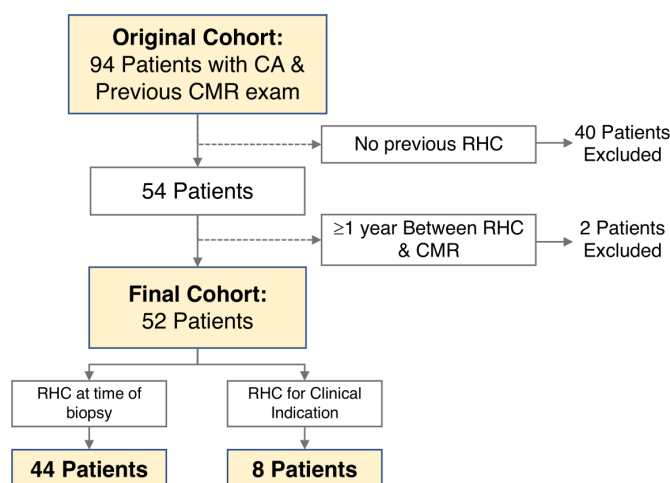 Original Cohort:
94 Patients with CA &
Previous CMR exam
No previous RHC
40 Patients
Excluded
54 Patients
≥1 year Between RHC
& CMR
2 Patients
Excluded
Final Cohort:
52 Patients
RHC at time of
biopsy
RHC for Clinical
Indication
44 Patients
8 Patients